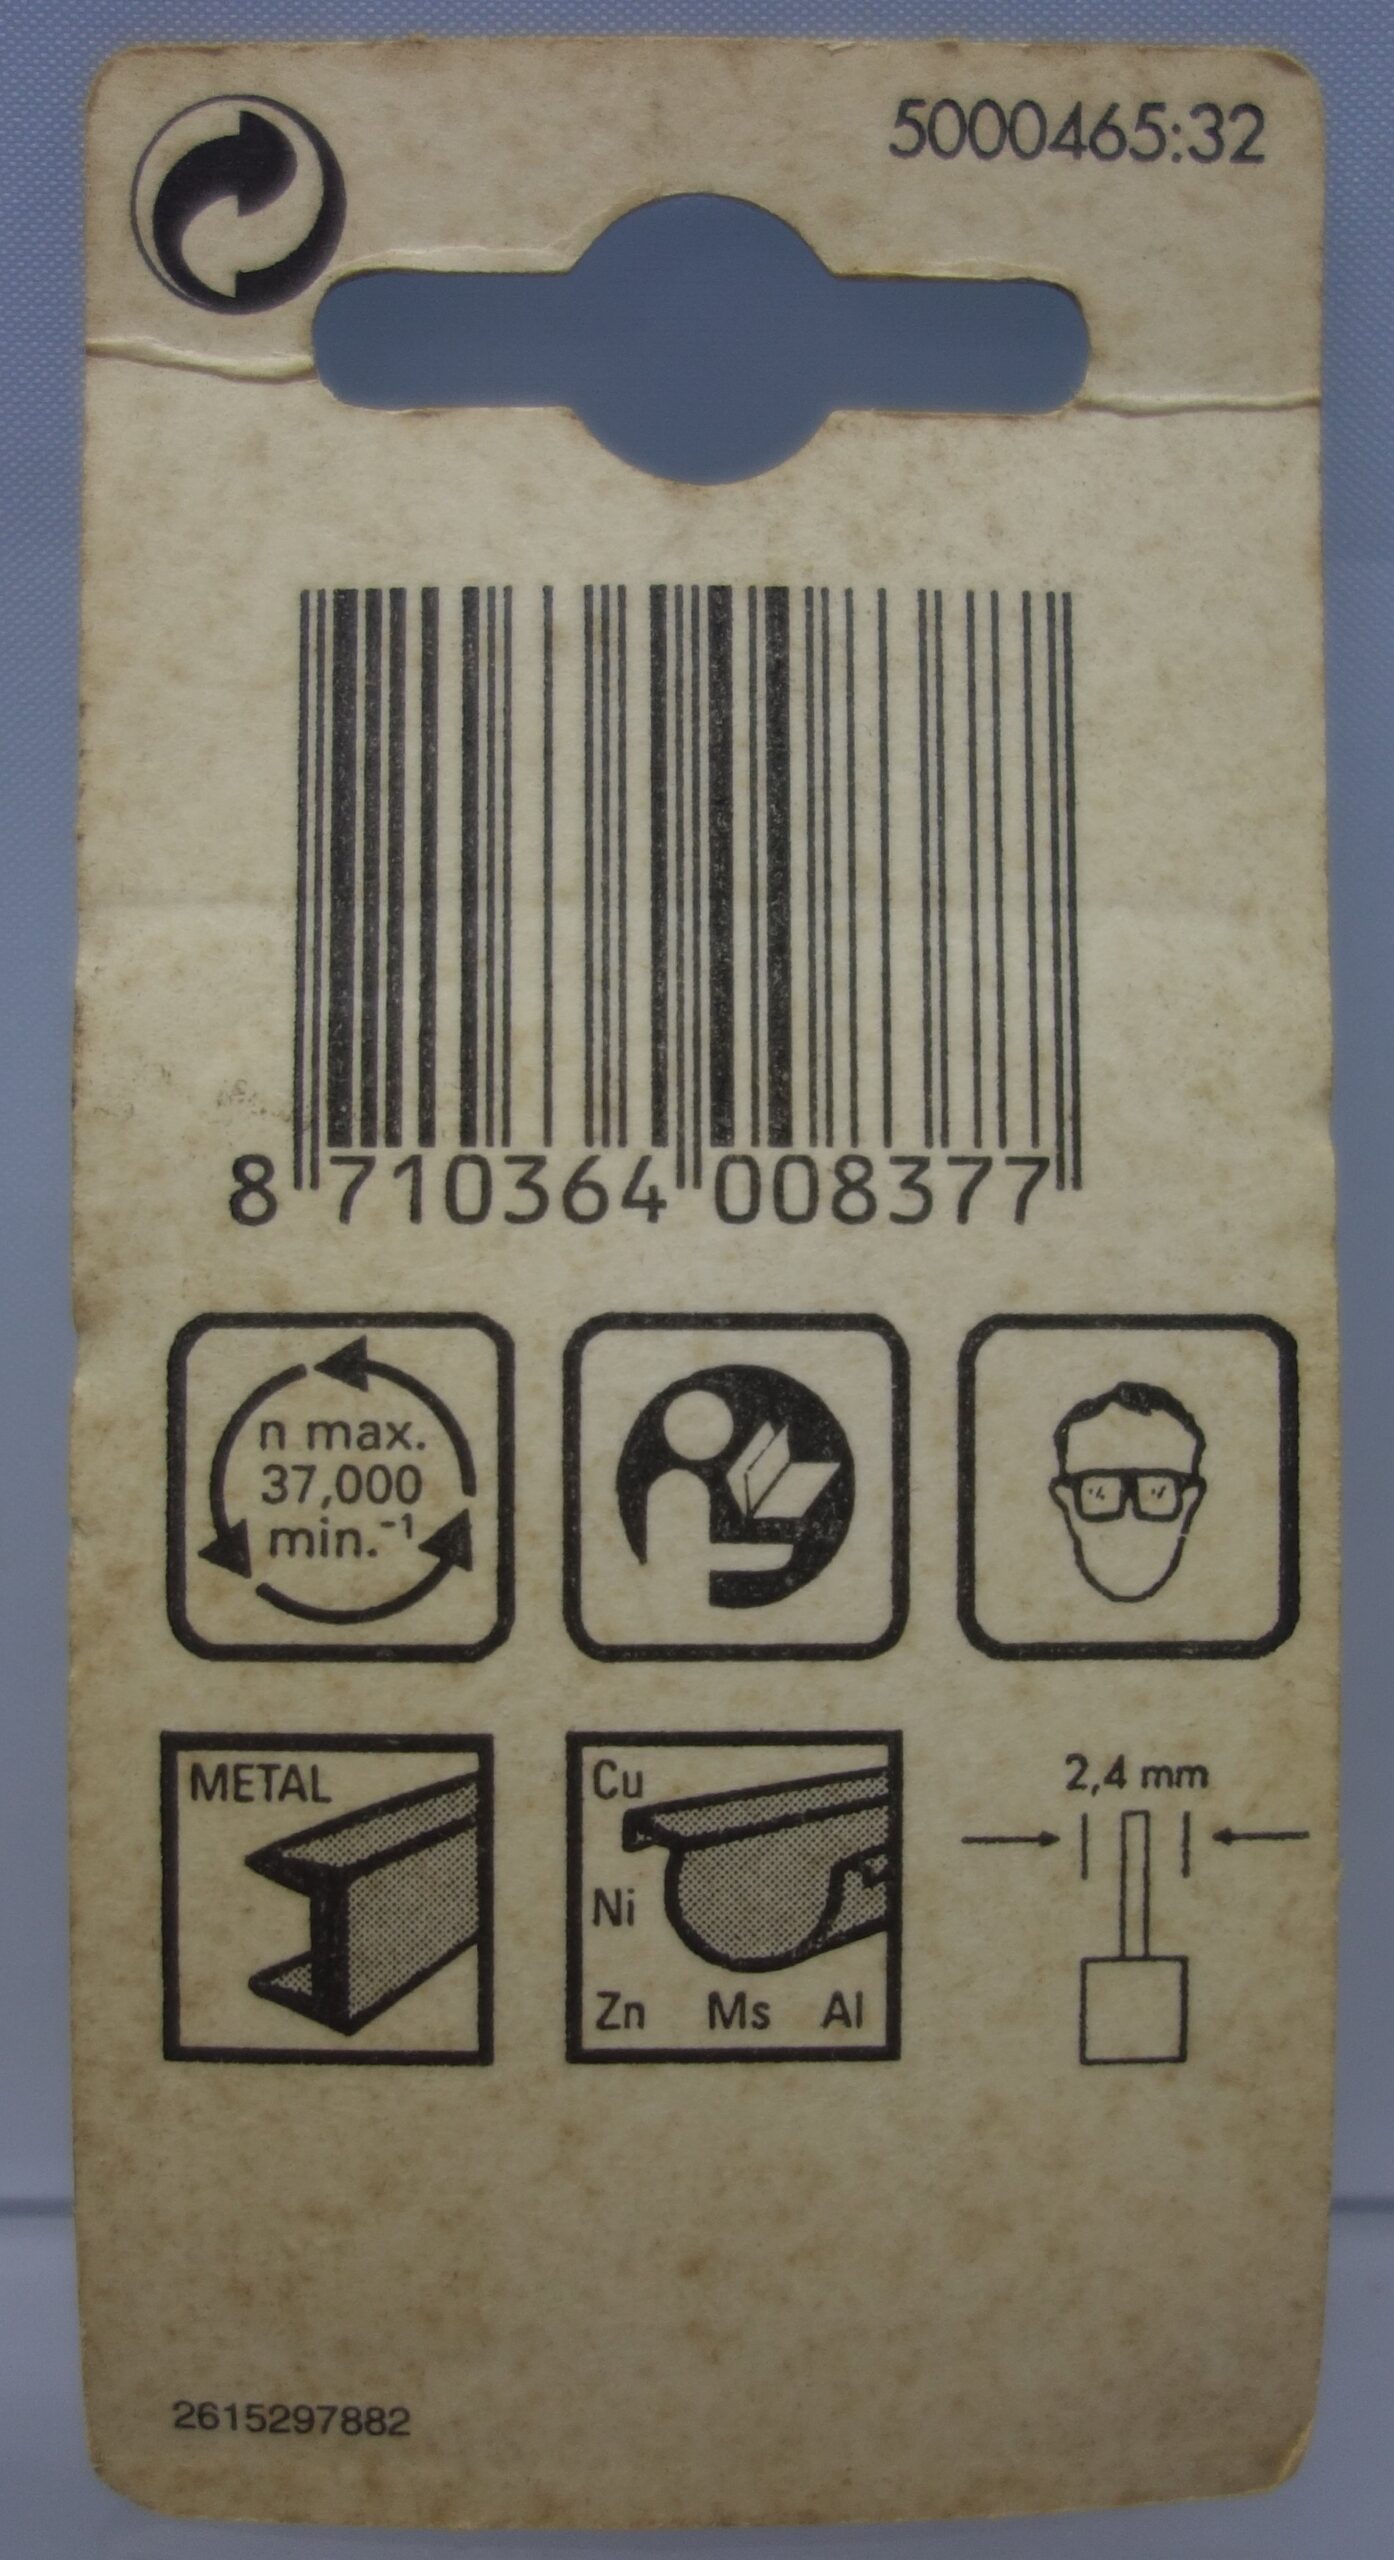 5000465:32
8 710364 008377
n max.
37,000
min.⁻¹
METAL
Cu
Ni
Zn Ms Al
2,4 mm
2615297882